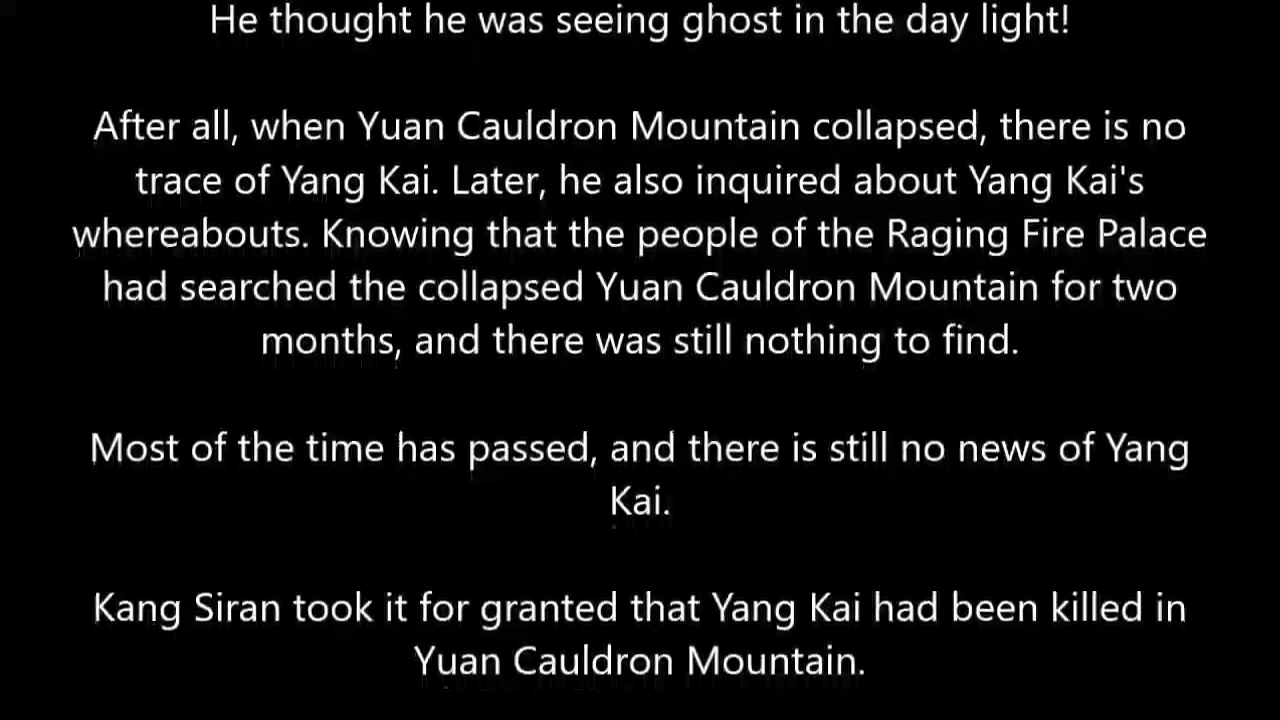 He thought he was seeing ghost in the day light!
After all, when Yuan Cauldron Mountain collapsed, there is no
trace of Yang Kai. Later, he also inquired about Yang Kai's
whereabouts. Knowing that the people of the Raging Fire Palace
had searched the collapsed Yuan Cauldron Mountain for two
months, and there was still nothing to find.
Most of the time has passed, and there is still no news of Yang
Kai.
Kang Siran took it for granted that Yang Kai had been killed in
Yuan Cauldron Mountain.